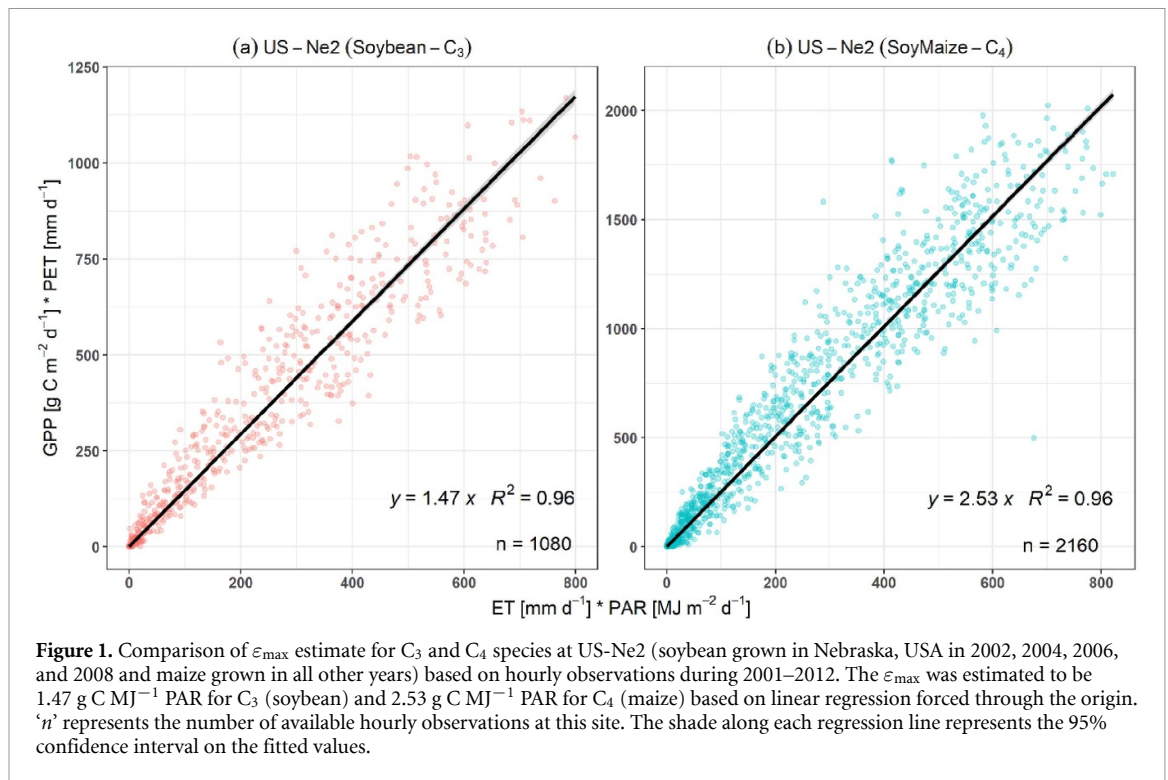 (a) US – Ne2 (Soybean – C₃)
1250
1000
750
500
250
0
0 200 400 600 800
GPP [g C m⁻² d⁻¹] * PET [mm d⁻¹]
y = 1.47 x R² = 0.96
n = 1080
(b) US – Ne2 (SoyMaize – C₄)
2000
1500
1000
500
0
0 200 400 600 800
y = 2.53 x R² = 0.96
n = 2160
ET [mm d⁻¹] * PAR [MJ m⁻² d⁻¹]
Figure 1. Comparison of εmax estimate for C₃ and C₄ species at US-Ne2 (soybean grown in Nebraska, USA in 2002, 2004, 2006,
and 2008 and maize grown in all other years) based on hourly observations during 2001–2012. The εmax was estimated to be
1.47 g C MJ⁻¹ PAR for C₃ (soybean) and 2.53 g C MJ⁻¹ PAR for C₄ (maize) based on linear regression forced through the origin.
‘n’ represents the number of available hourly observations at this site. The shade along each regression line represents the 95%
confidence interval on the fitted values.